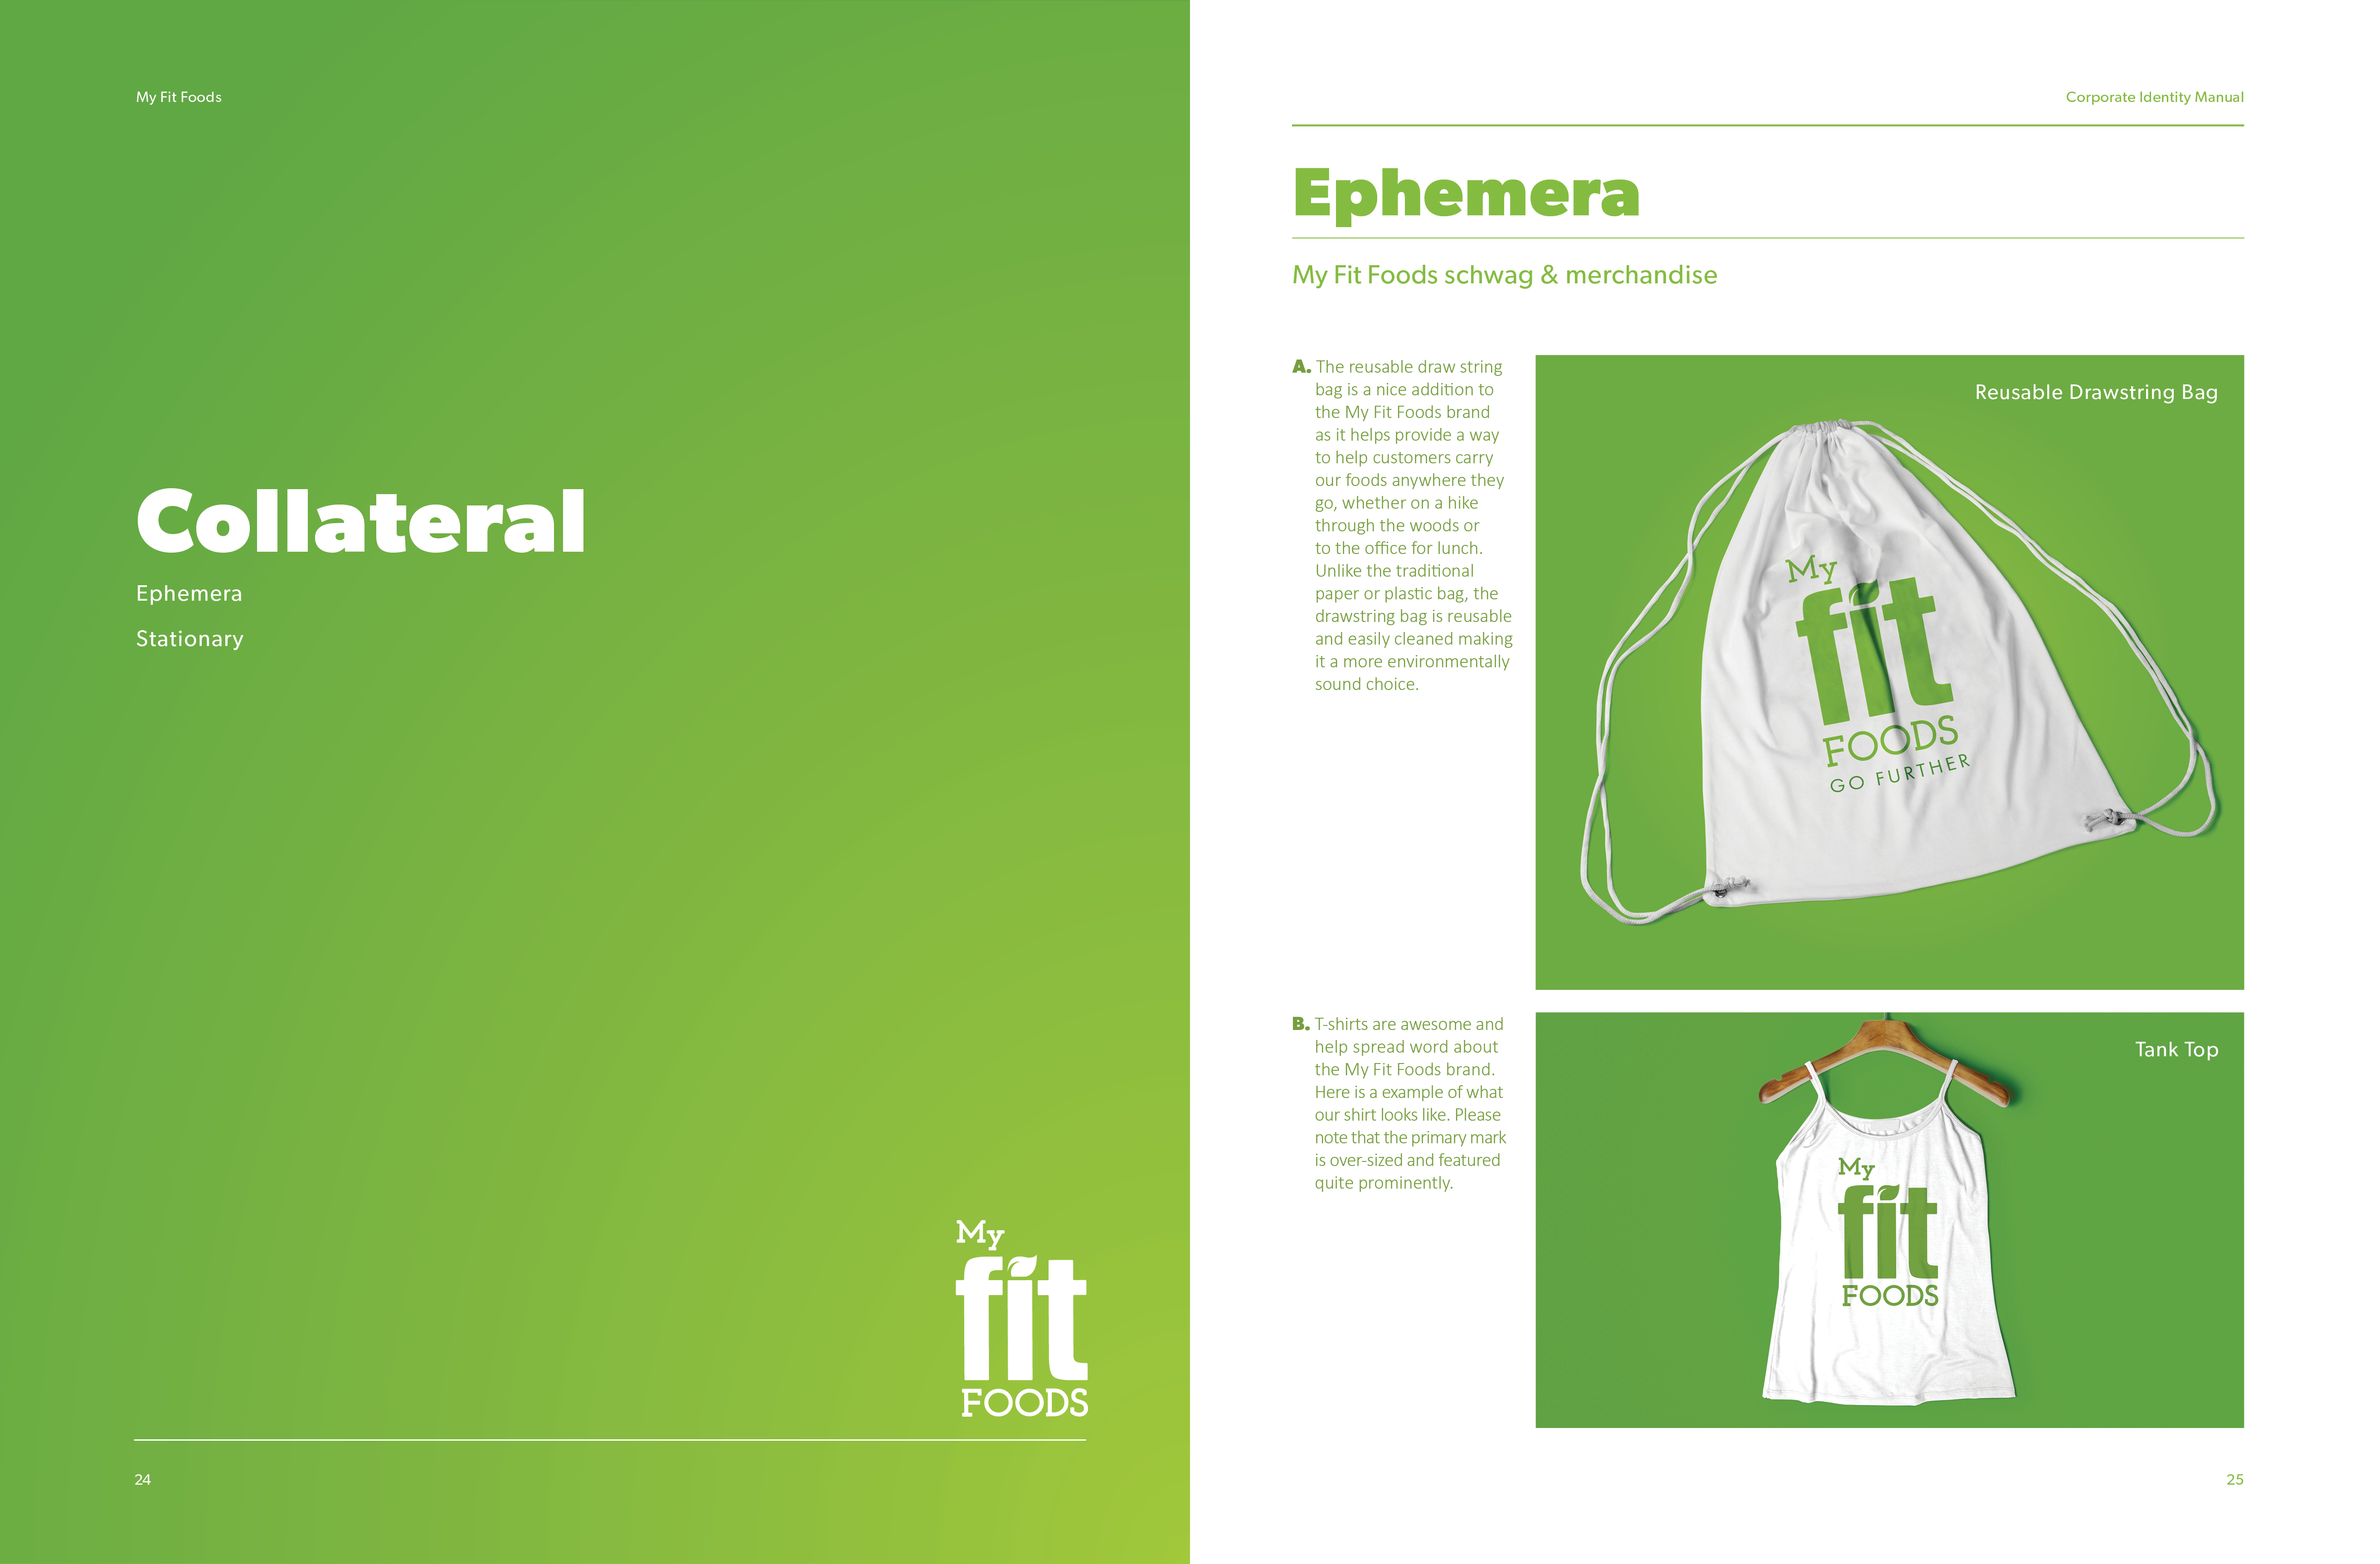 My Fit Foods
Collateral
Ephemera
Stationary
My
fit
FOODS
24
Corporate Identity Manual
Ephemera
My Fit Foods schwag & merchandise
A. The reusable draw string
bag is a nice addition to
the My Fit Foods brand
as it helps provide a way
to help customers carry
our foods anywhere they
go, whether on a hike
through the woods or
to the office for lunch.
Unlike the traditional
paper or plastic bag, the
drawstring bag is reusable
and easily cleaned making
it a more environmentally
sound choice.
Reusable Drawstring Bag
My
fit
FOODS
GO FURTHER
B. T-shirts are awesome and
help spread word about
the My Fit Foods brand.
Here is a example of what
our shirt looks like. Please
note that the primary mark
is over-sized and featured
quite prominently.
Tank Top
My
fit
FOODS
25